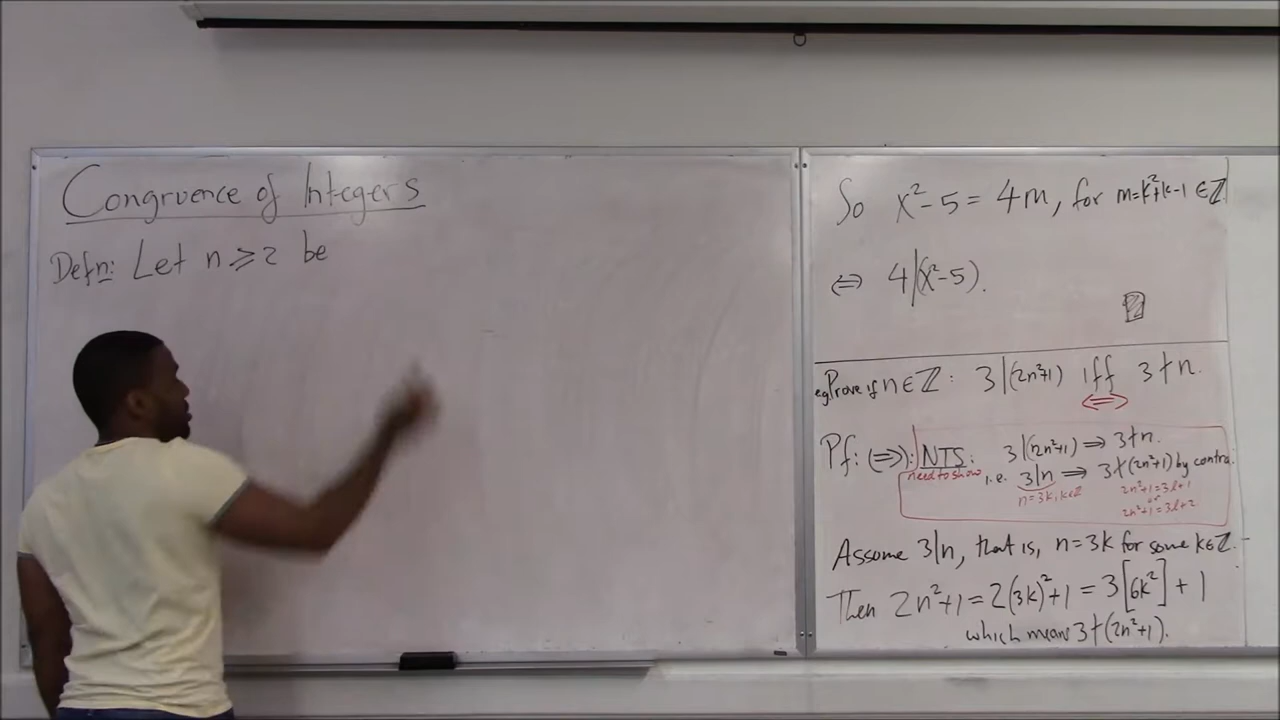 Congruence of Integers
Defn: Let n ≥ 2 be
So x²-5 = 4m, for m=k²+k-1 ∈ ℤ
⇔ 4|(x²-5).
eg. Prove if n ∈ ℤ: 3|(2n²+1) iff 3∤n.
⇔
Pf: (⇒): NTS: 3|(2n²+1) ⇒ 3∤n.
need to show i.e. 3|n ⇒ 3∤(2n²+1) by contra.
n=3k, k∈ℤ 2n²+1=3l+1
or
2n²+1=3l+2
Assume 3|n, that is, n=3k for some k∈ℤ.
Then 2n²+1=2(3k)²+1=3[6k²]+1
which means 3∤(2n²+1).